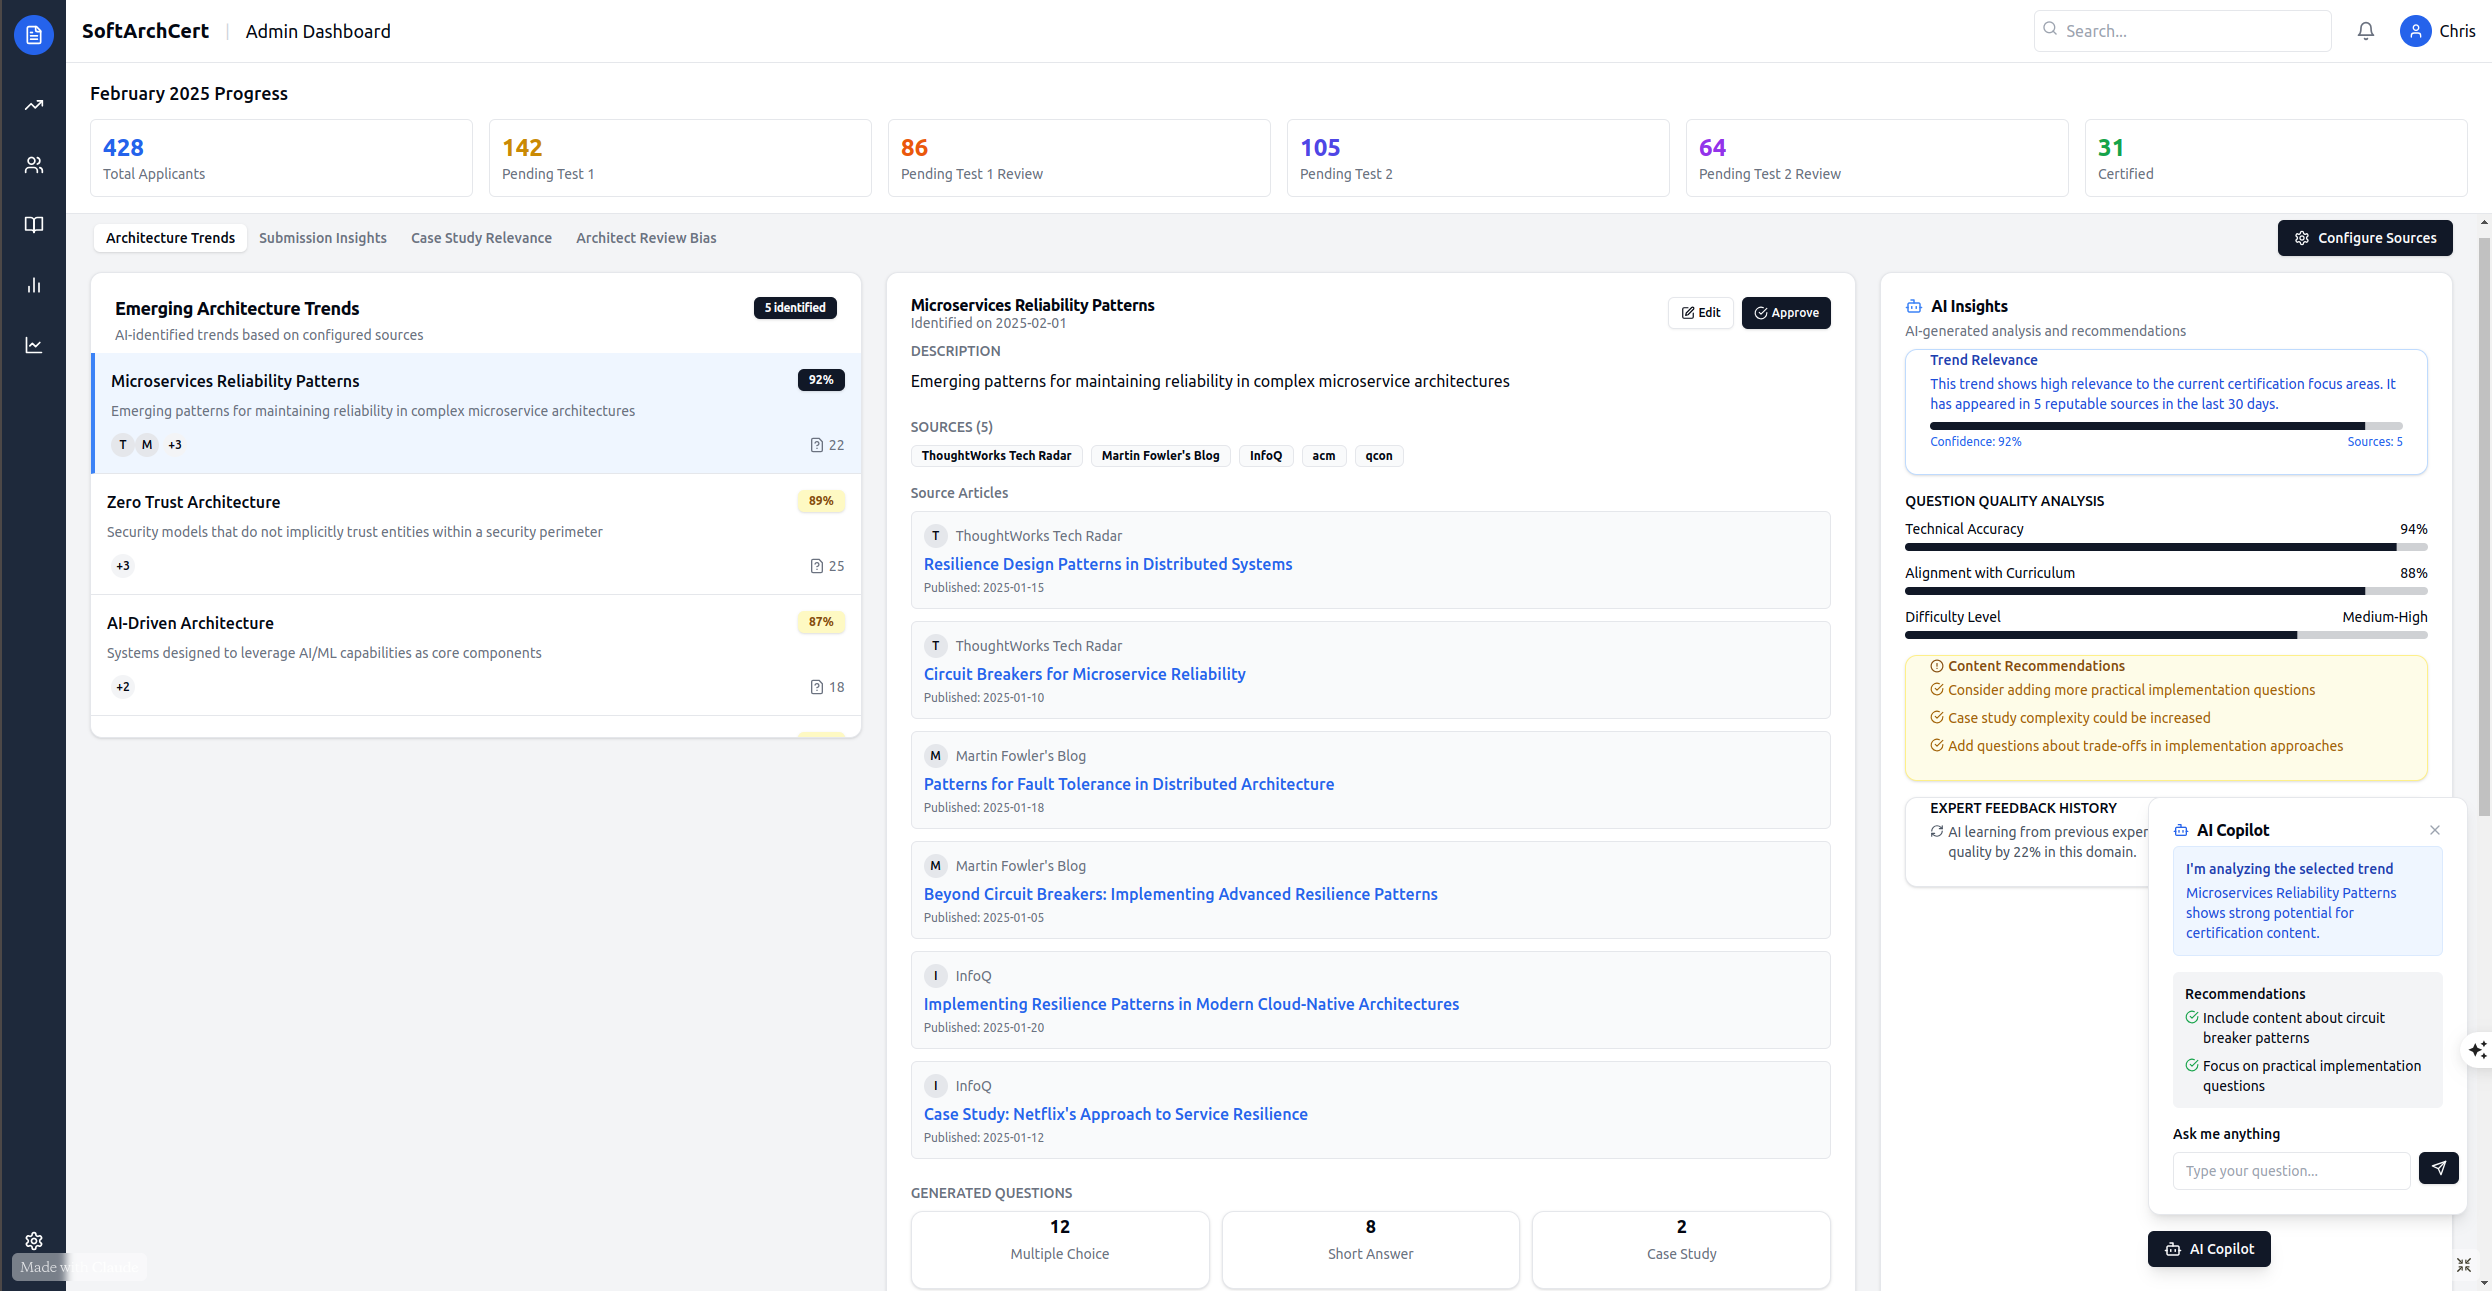 SoftArchCert
Admin Dashboard
Search...
Chris
February 2025 Progress
428
Total Applicants
142
Pending Test 1
86
Pending Test 1 Review
105
Pending Test 2
64
Pending Test 2 Review
31
Certified
Architecture Trends
Submission Insights
Case Study Relevance
Architect Review Bias
Configure Sources
Emerging Architecture Trends
5 identified
AI-identified trends based on configured sources
Microservices Reliability Patterns
92%
Emerging patterns for maintaining reliability in complex microservice architectures
T
M
+3
22
Zero Trust Architecture
89%
Security models that do not implicitly trust entities within a security perimeter
+3
25
AI-Driven Architecture
87%
Systems designed to leverage AI/ML capabilities as core components
+2
18
Microservices Reliability Patterns
Identified on 2025-02-01
Edit
Approve
DESCRIPTION
Emerging patterns for maintaining reliability in complex microservice architectures
SOURCES (5)
ThoughtWorks Tech Radar
Martin Fowler's Blog
InfoQ
acm
qcon
Source Articles
T
ThoughtWorks Tech Radar
Resilience Design Patterns in Distributed Systems
Published: 2025-01-15
T
ThoughtWorks Tech Radar
Circuit Breakers for Microservice Reliability
Published: 2025-01-10
M
Martin Fowler's Blog
Patterns for Fault Tolerance in Distributed Architecture
Published: 2025-01-18
M
Martin Fowler's Blog
Beyond Circuit Breakers: Implementing Advanced Resilience Patterns
Published: 2025-01-05
I
InfoQ
Implementing Resilience Patterns in Modern Cloud-Native Architectures
Published: 2025-01-20
I
InfoQ
Case Study: Netflix's Approach to Service Resilience
Published: 2025-01-12
GENERATED QUESTIONS
12
Multiple Choice
8
Short Answer
2
Case Study
AI Insights
AI-generated analysis and recommendations
Trend Relevance
This trend shows high relevance to the current certification focus areas. It
has appeared in 5 reputable sources in the last 30 days.
Confidence: 92%
Sources: 5
QUESTION QUALITY ANALYSIS
Technical Accuracy
94%
Alignment with Curriculum
88%
Difficulty Level
Medium-High
Content Recommendations
Consider adding more practical implementation questions
Case study complexity could be increased
Add questions about trade-offs in implementation approaches
EXPERT FEEDBACK HISTORY
AI learning from previous exper
quality by 22% in this domain.
AI Copilot
I'm analyzing the selected trend
Microservices Reliability Patterns
shows strong potential for
certification content.
Recommendations
Include content about circuit
breaker patterns
Focus on practical implementation
questions
Ask me anything
Type your question...
AI Copilot
Made with Claude